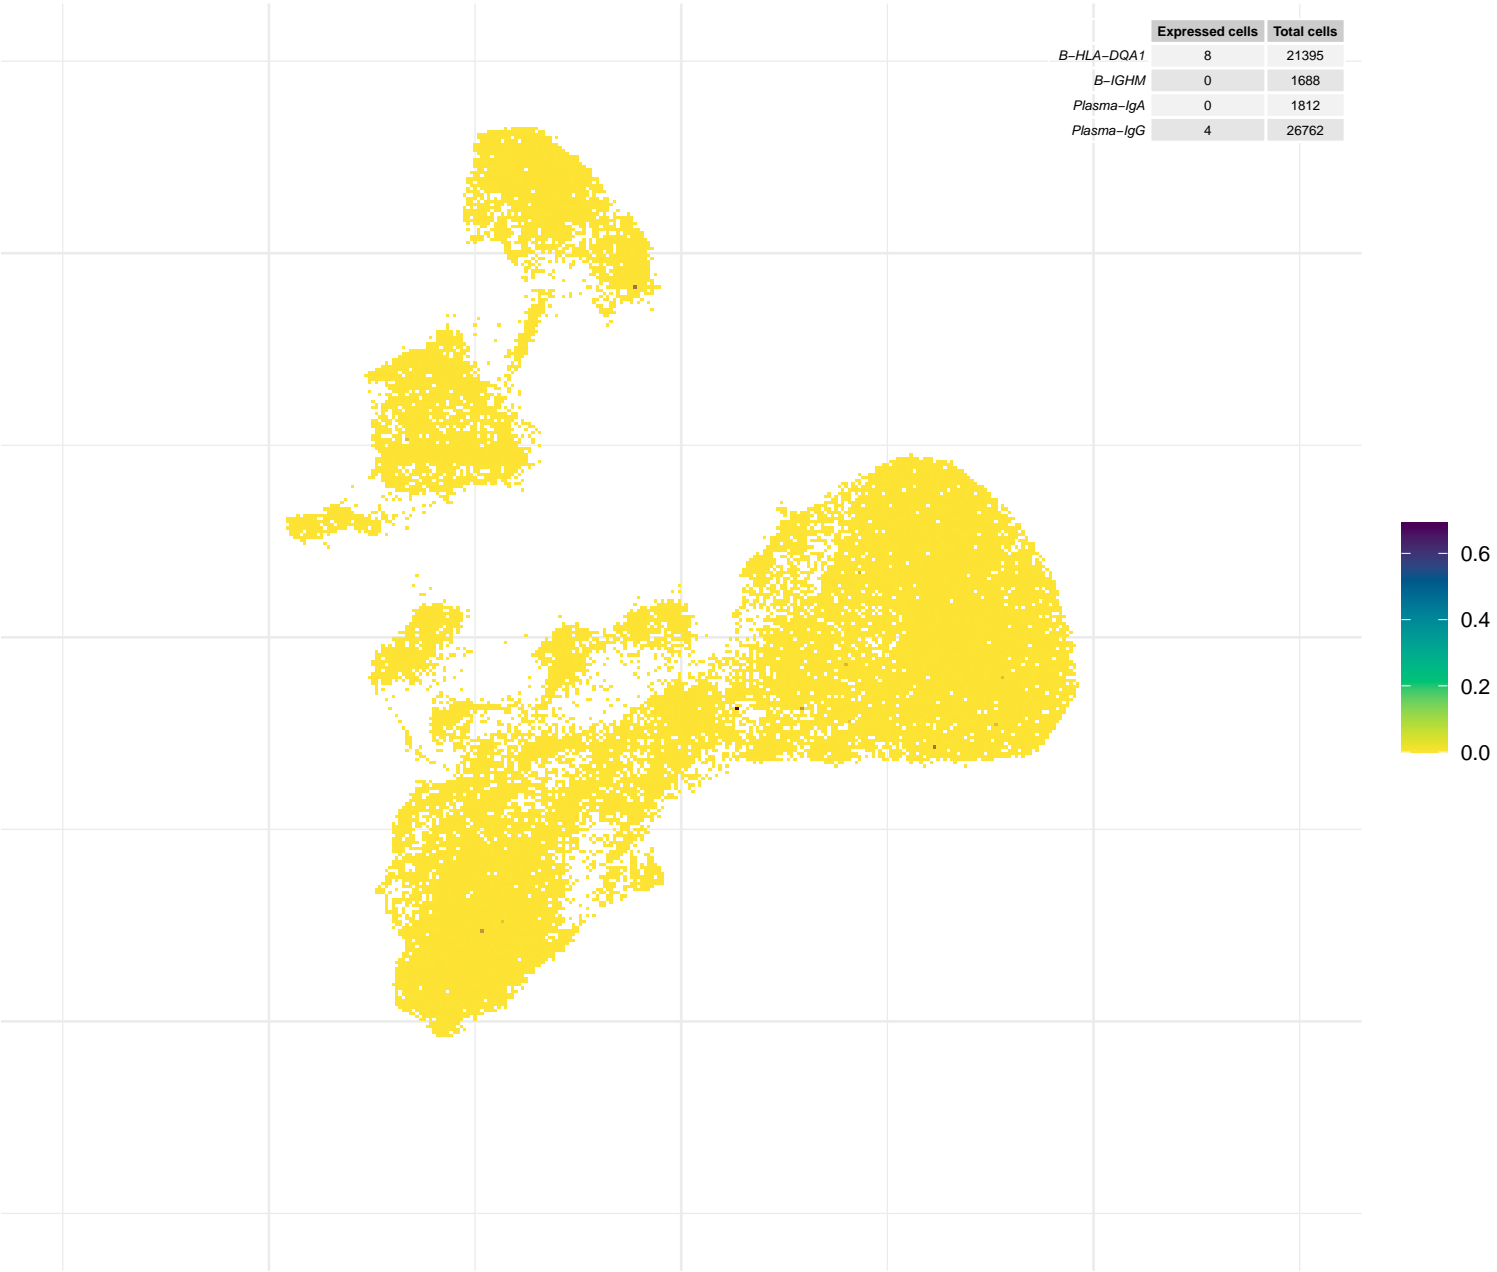 Expressed cells Total cells
B−HLA−DQA1 8 21395
B−IGHM 0 1688
Plasma−IgA 0 1812
Plasma−IgG 4 26762
0.6
0.4
0.2
0.0